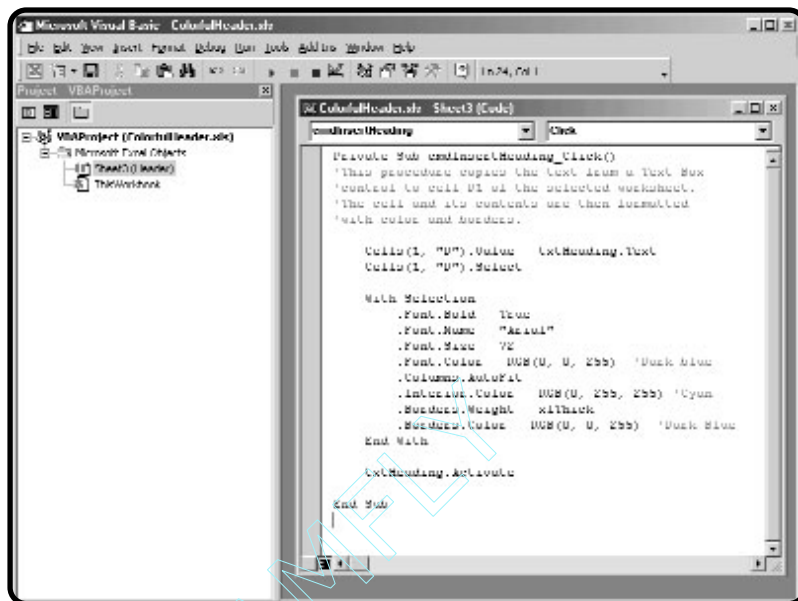 Microsoft Visual Basic - ColorfulHeader.xls
File Edit View Insert Format Debug Run Tools Add-Ins Window Help
Ln 24, Col 1
Project - VBAProject
VBAProject (ColorfulHeader.xls)
Microsoft Excel Objects
Sheet3 (Header)
ThisWorkbook
ColorfulHeader.xls - Sheet3 (Code)
cmdInsertHeading Click
Private Sub cmdInsertHeading_Click()
'This procedure copies the text from a Text Box
'control to cell D1 of the selected worksheet.
'The cell and its contents are then formatted
'with color and borders.
Cells(1, "D").Value = txtHeading.Text
Cells(1, "D").Select
With Selection
.Font.Bold = True
.Font.Name = "Arial"
.Font.Size = 72
.Font.Color = RGB(0, 0, 255) 'Dark blue
.Columns.AutoFit
.Interior.Color = RGB(0, 255, 255) 'Cyan
.Borders.Weight = xlThick
.Borders.Color = RGB(0, 0, 255) 'Dark Blue
End With
txtHeading.Activate
End Sub
AMFLY